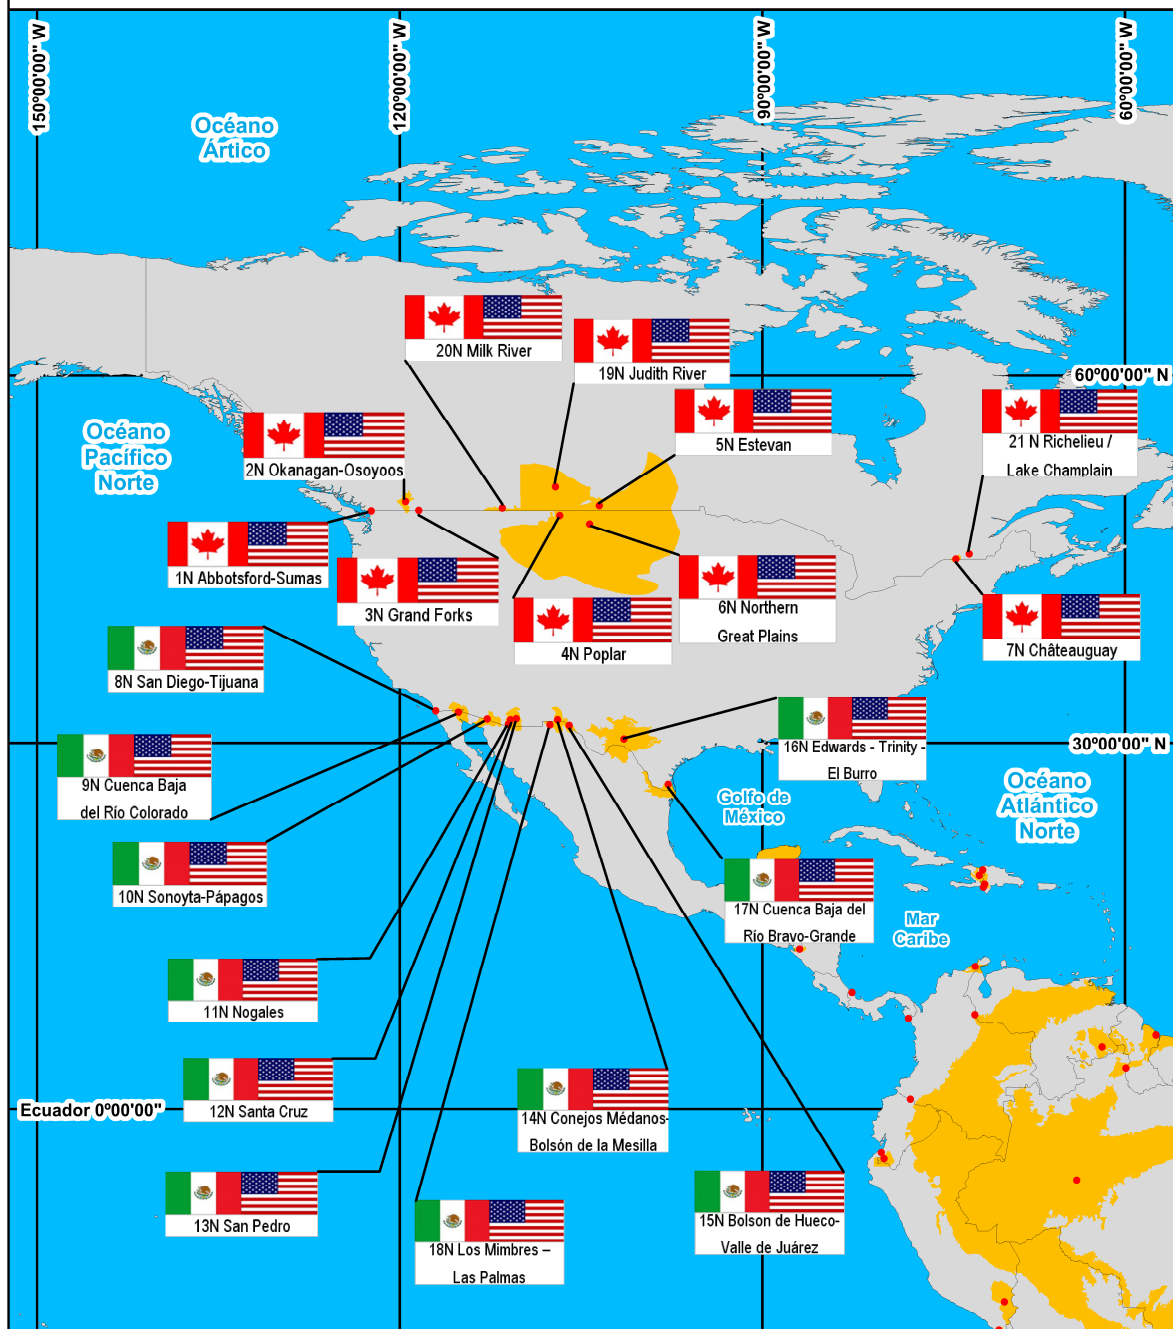 150º00'00" W
120º00'00" W
90º00'00" W
60º00'00" W
Océano
Ártico
20N Milk River
19N Judith River
60º00'00" N
5N Estevan
21 N Richelieu /
Lake Champlain
Océano
Pacífico
Norte
2N Okanagan-Osoyoos
1N Abbotsford-Sumas
3N Grand Forks
6N Northern
Great Plains
4N Poplar
7N Châteauguay
8N San Diego-Tijuana
16N Edwards - Trinity -
El Burro
30º00'00" N
9N Cuenca Baja
del Río Colorado
Golfo de
México
Océano
Atlántico
Norte
10N Sonoyta-Pápagos
17N Cuenca Baja del
Río Bravo-Grande
Mar
Caribe
11N Nogales
12N Santa Cruz
Ecuador 0º00'00"
14N Conejos Médanos-
Bolsón de la Mesilla
13N San Pedro
15N Bolson de Hueco-
Valle de Juárez
18N Los Mimbres –
Las Palmas